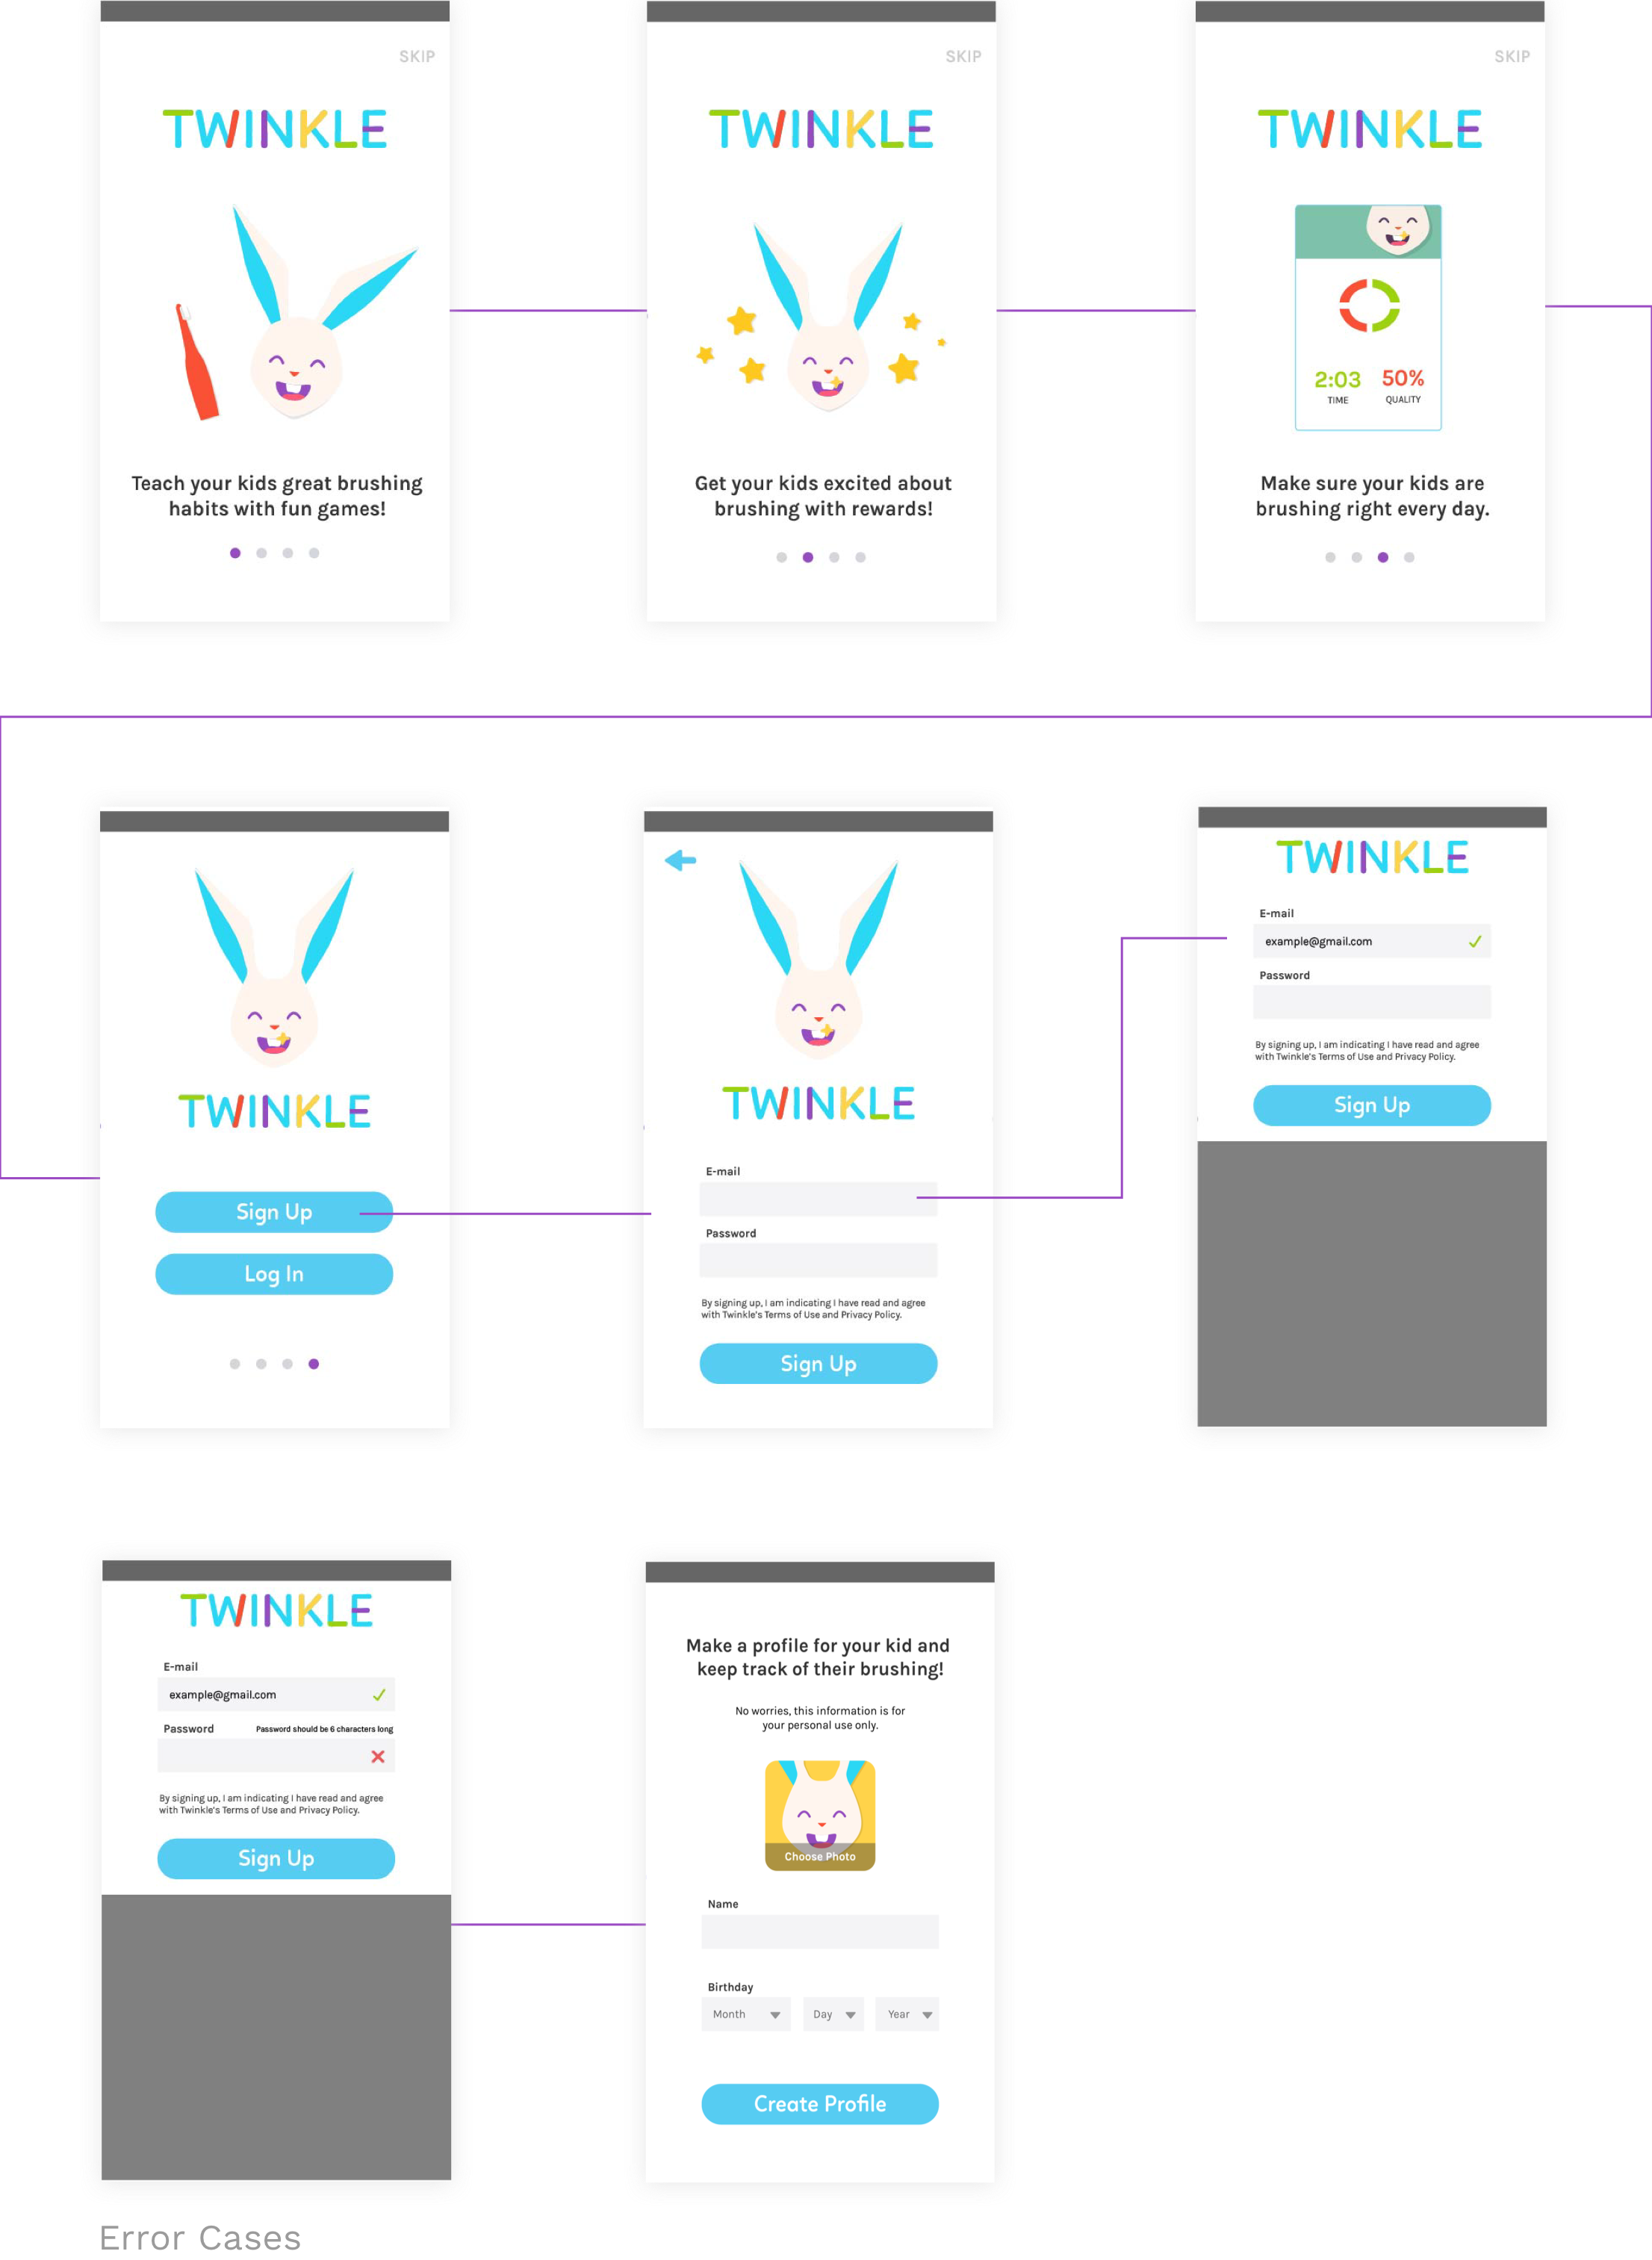 SKIP
TWINKLE
Teach your kids great brushing
habits with fun games!
SKIP
TWINKLE
Get your kids excited about
brushing with rewards!
SKIP
TWINKLE
2:03 50%
TIME QUALITY
Make sure your kids are
brushing right every day.
TWINKLE
Sign Up
Log In
TWINKLE
E-mail
Password
By signing up, I am indicating I have read and agree
with Twinkle's Terms of Use and Privacy Policy.
Sign Up
TWINKLE
E-mail
example@gmail.com
Password
By signing up, I am indicating I have read and agree
with Twinkle's Terms of Use and Privacy Policy.
Sign Up
TWINKLE
E-mail
example@gmail.com
Password Password should be 6 characters long
By signing up, I am indicating I have read and agree
with Twinkle's Terms of Use and Privacy Policy.
Sign Up
Make a profile for your kid and
keep track of their brushing!
No worries, this information is for
your personal use only.
Choose Photo
Name
Birthday
Month Day Year
Create Profile
Error Cases